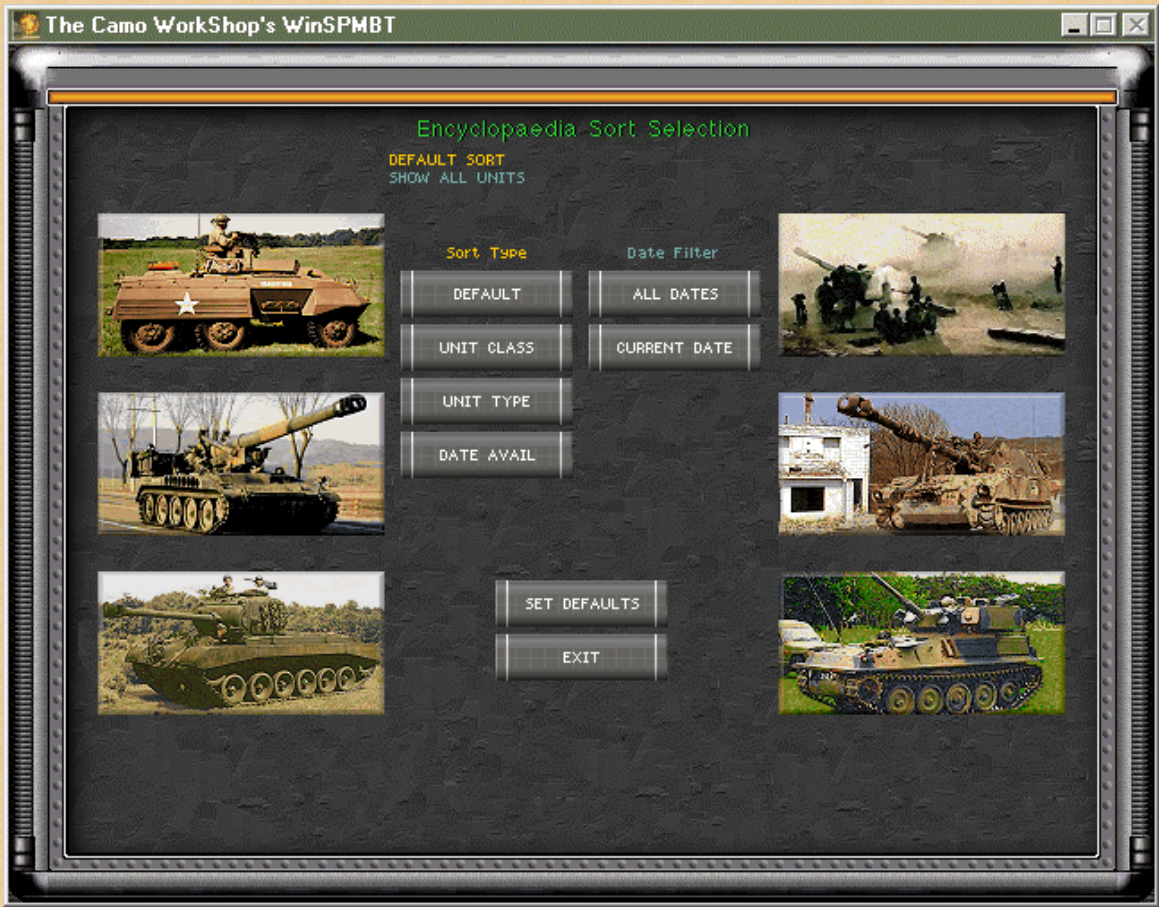 The Camo WorkShop's WinSPMBT
Encyclopaedia Sort Selection
DEFAULT SORT
SHOW ALL UNITS
Sort Type
Date Filter
DEFAULT
ALL DATES
UNIT CLASS
CURRENT DATE
UNIT TYPE
DATE AVAIL
SET DEFAULTS
EXIT